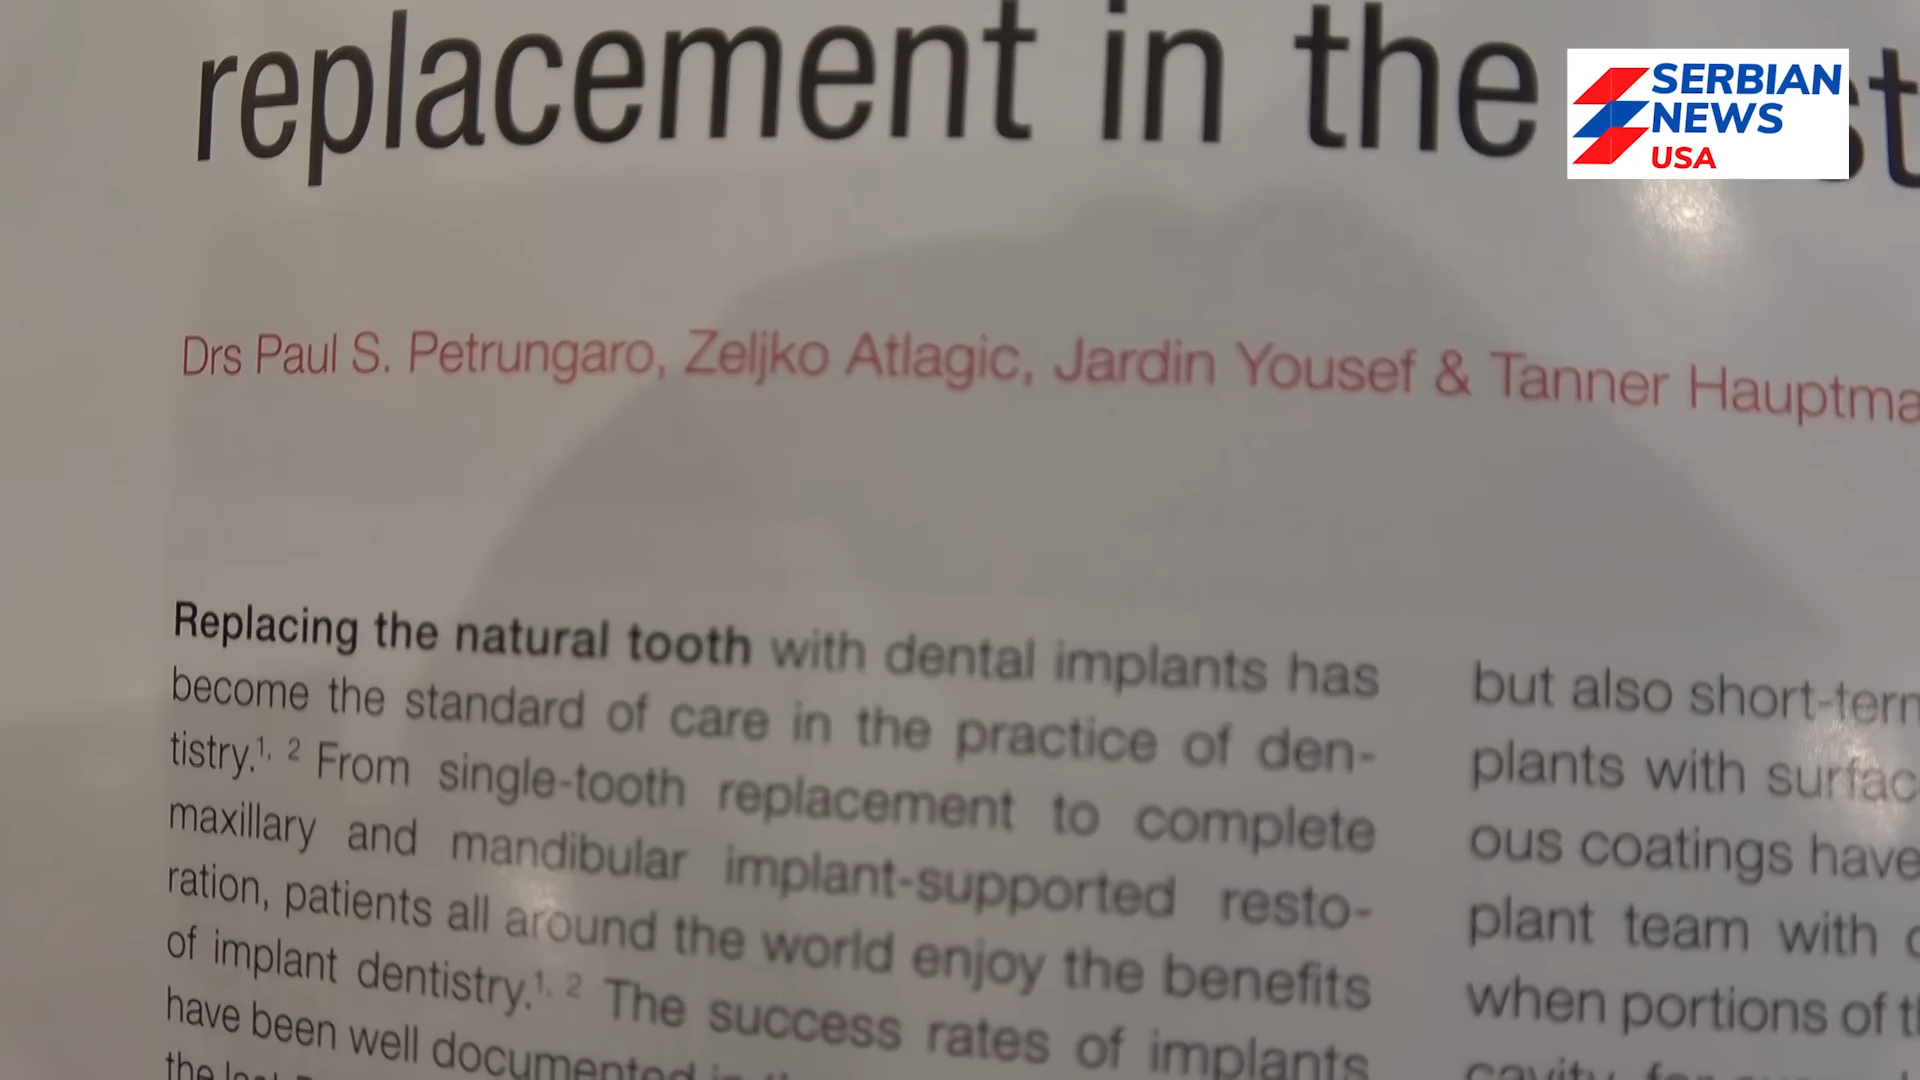 replacement in the
SERBIAN
NEWS
USA
Drs Paul S. Petrungaro, Zeljko Atlagic, Jardin Yousef & Tanner Hauptma
Replacing the natural tooth with dental implants has
become the standard of care in the practice of den-
tistry.1, 2 From single-tooth replacement to complete
maxillary and mandibular implant-supported resto-
ration, patients all around the world enjoy the benefits
of implant dentistry.1, 2 The success rates of implants
have been well documented in
the
but also short-term
plants with surfac
ous coatings have
plant team with
when portions of
cavity,